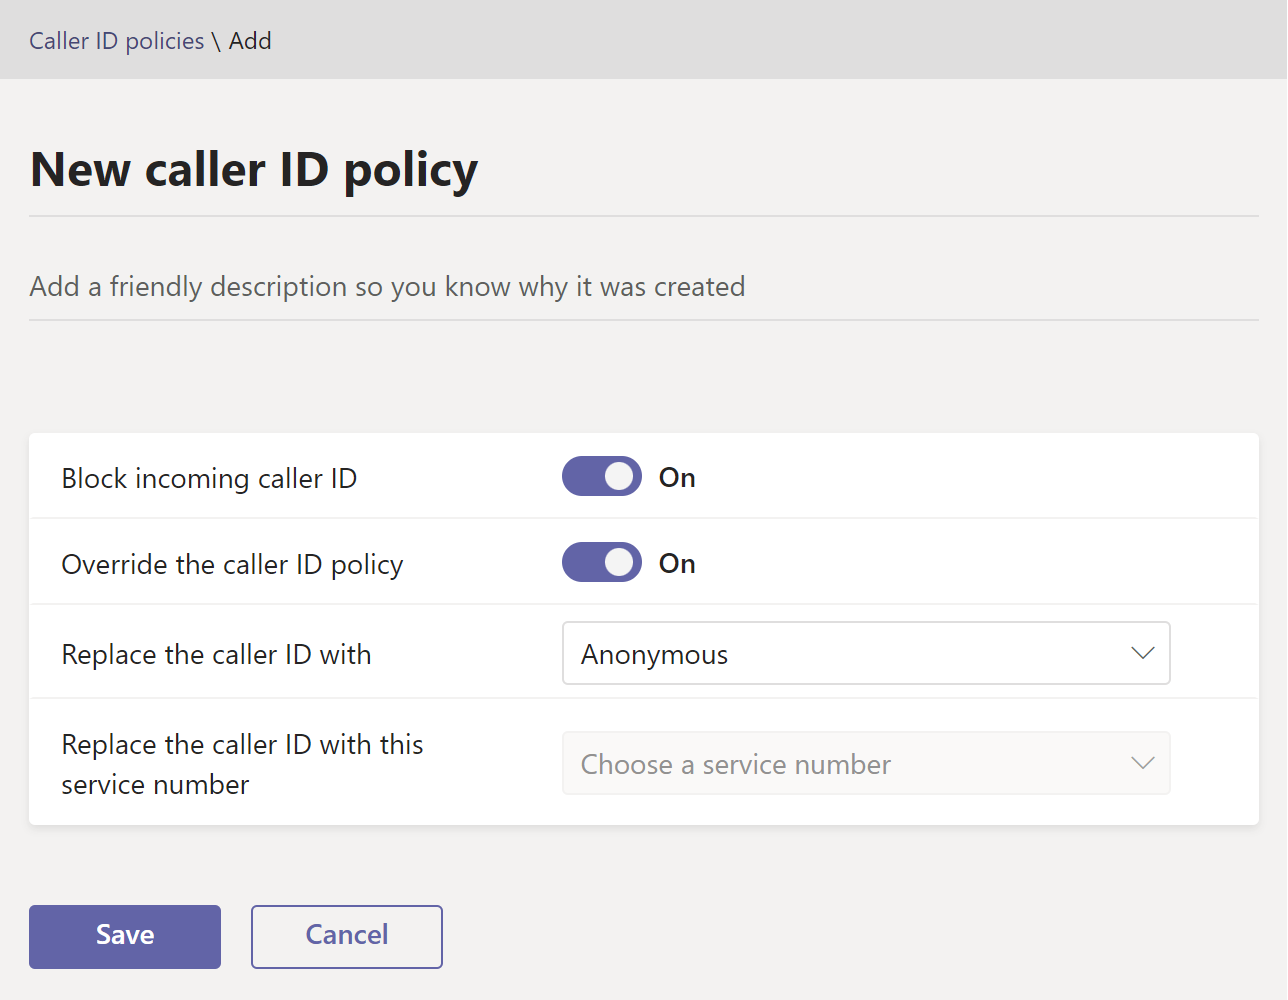 Caller ID policies \ Add
New caller ID policy
Add a friendly description so you know why it was created
Block incoming caller ID On
Override the caller ID policy On
Replace the caller ID with Anonymous
Replace the caller ID with this
service number
Choose a service number
Save Cancel